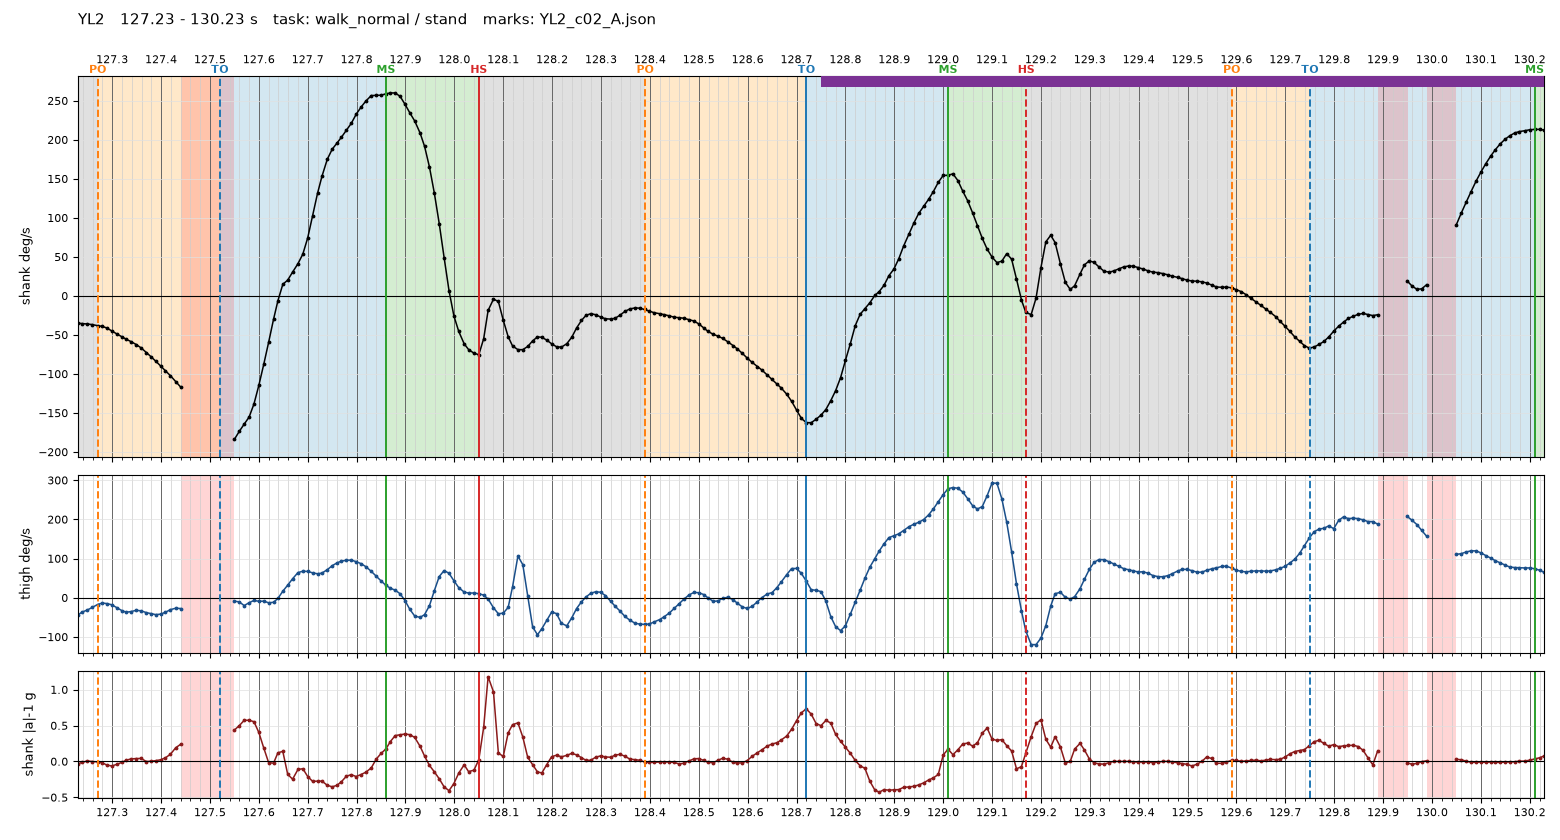 YL2   127.23 - 130.23 s   task: walk_normal / stand   marks: YL2_c02_A.json
127.3 127.4 127.5 127.6 127.7 127.8 127.9 128.0 128.1 128.2 128.3 128.4 128.5 128.6 128.7 128.8 128.9 129.0 129.1 129.2 129.3 129.4 129.5 129.6 129.7 129.8 129.9 130.0 130.1 130.2
PO TO MS HS PO TO MS HS PO TO MS
shank deg/s
250
200
150
100
50
0
−50
−100
−150
−200
thigh deg/s
300
200
100
0
−100
shank |a|-1 g
1.0
0.5
0.0
−0.5
127.3 127.4 127.5 127.6 127.7 127.8 127.9 128.0 128.1 128.2 128.3 128.4 128.5 128.6 128.7 128.8 128.9 129.0 129.1 129.2 129.3 129.4 129.5 129.6 129.7 129.8 129.9 130.0 130.1 130.2